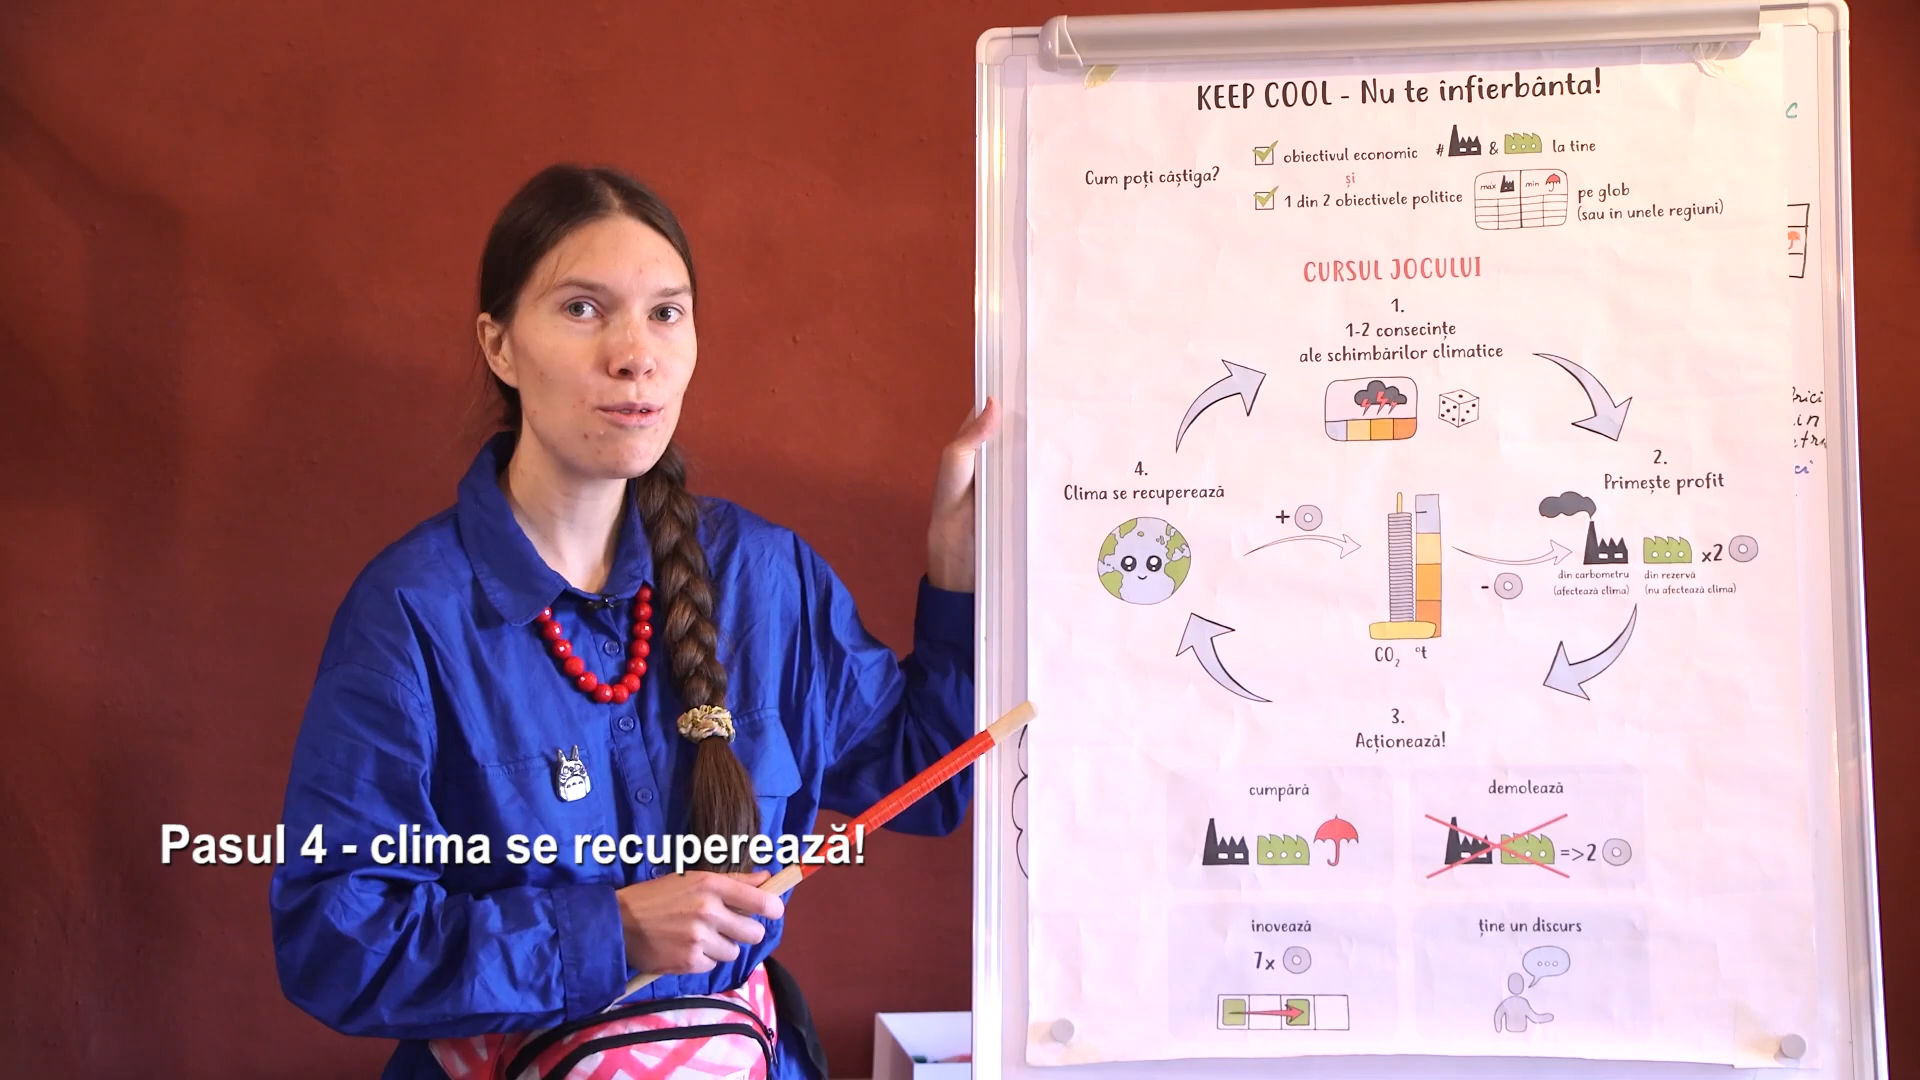 KEEP COOL - Nu te înfierbânta!
Cum poți câștiga?
obiectivul economic # & la tine
și
1 din 2 obiectivele politice
max min
pe glob
(sau in unele regiuni)
CURSUL JOCULUI
1.
1-2 consecințe
ale schimbărilor climatice
2.
Primește profit
x2
din carbometru
(afectează clima)
din rezervă
(nu afectează clima)
4.
Clima se recuperează
+
-
CO₂ °t
3.
Acționează!
cumpără
demolează
=>2
inovează
7x
ține un discurs
Pasul 4 - clima se recuperează!